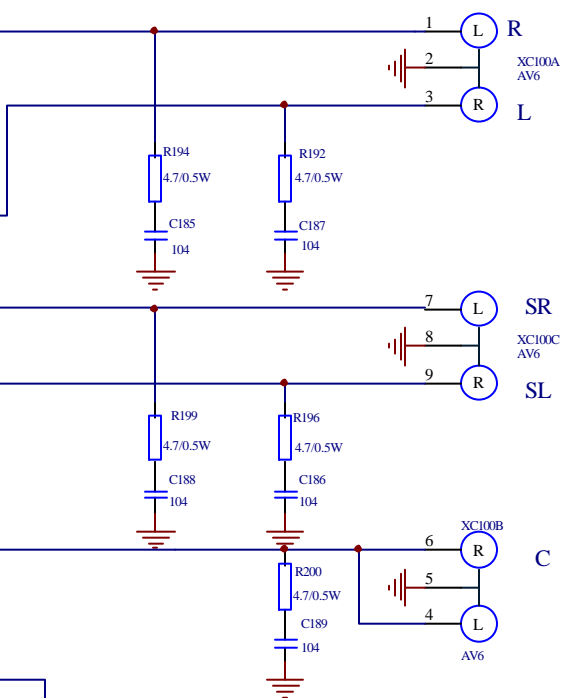 1 L R
2 XC100A
AV6
3 R L
R194 R192
4.7/0.5W 4.7/0.5W
C185 C187
104 104
7 L SR
8 XC100C
AV6
9 R SL
R199 R196
4.7/0.5W 4.7/0.5W
C188 C186
104 104
XC100B
6 R C
R200 5
4.7/0.5W
C189 4 L
104 AV6